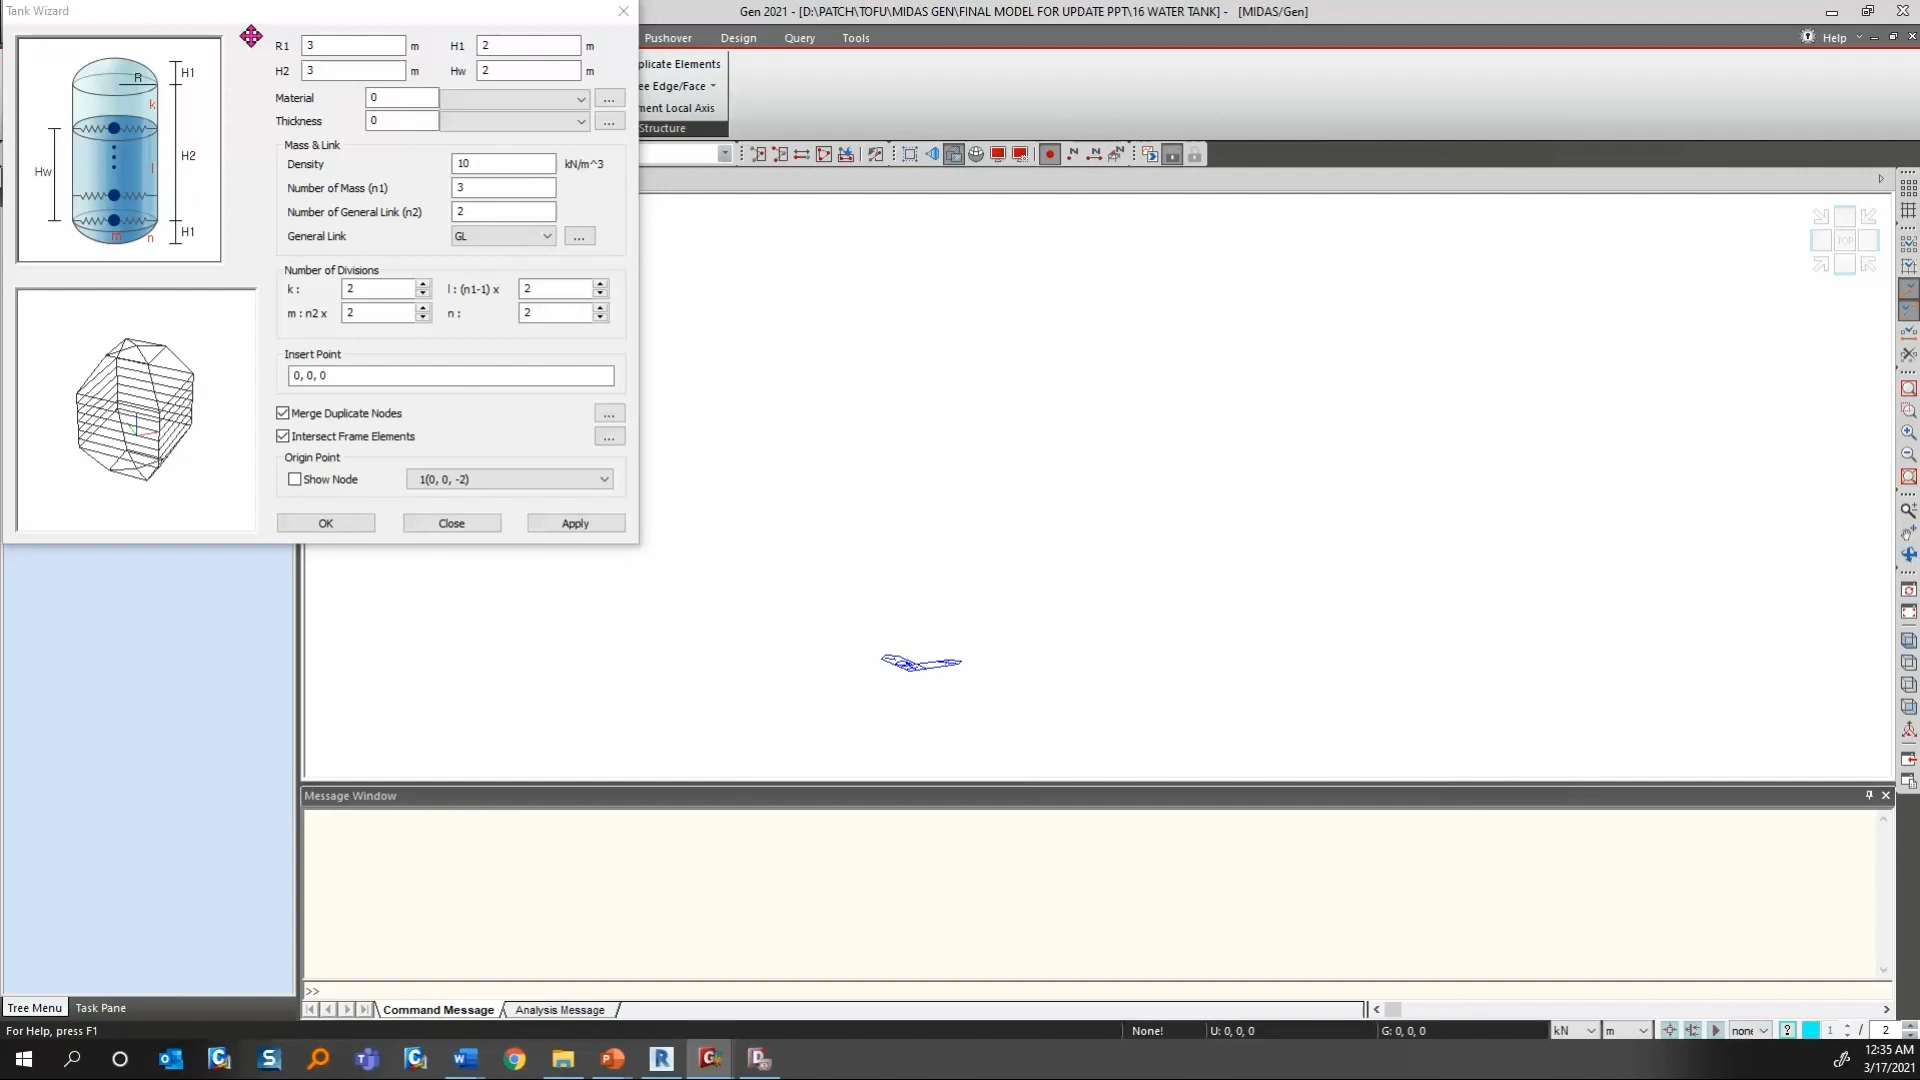 Tank Wizard
Gen 2021 - [D:\PATCH\TOFU\MIDAS GEN\FINAL MODEL FOR UPDATE PPT\16 WATER TANK] - [MIDAS/Gen]
Pushover Design Query Tools Help
R1 3 m H1 2 m
H2 3 m Hw 2 m
Material 0 ...
Thickness 0 ...
plicate Elements
ee Edge/Face
ment Local Axis
Structure
R
H1
k
Hw
H2
l
m
n
H1
Mass & Link
Density 10 kN/m^3
Number of Mass (n1) 3
Number of General Link (n2) 2
General Link GL ...
Number of Divisions
k : 2 l : (n1-1) x 2
m : n2 x 2 n : 2
Insert Point
0, 0, 0
Merge Duplicate Nodes ...
Intersect Frame Elements ...
Origin Point
Show Node 1(0, 0, -2)
OK Close Apply
TOP
Message Window
>>
Tree Menu Task Pane
Command Message Analysis Message
For Help, press F1
None! U: 0, 0, 0 G: 0, 0, 0 kN m none ? 1 / 2
12:35 AM
3/17/2021